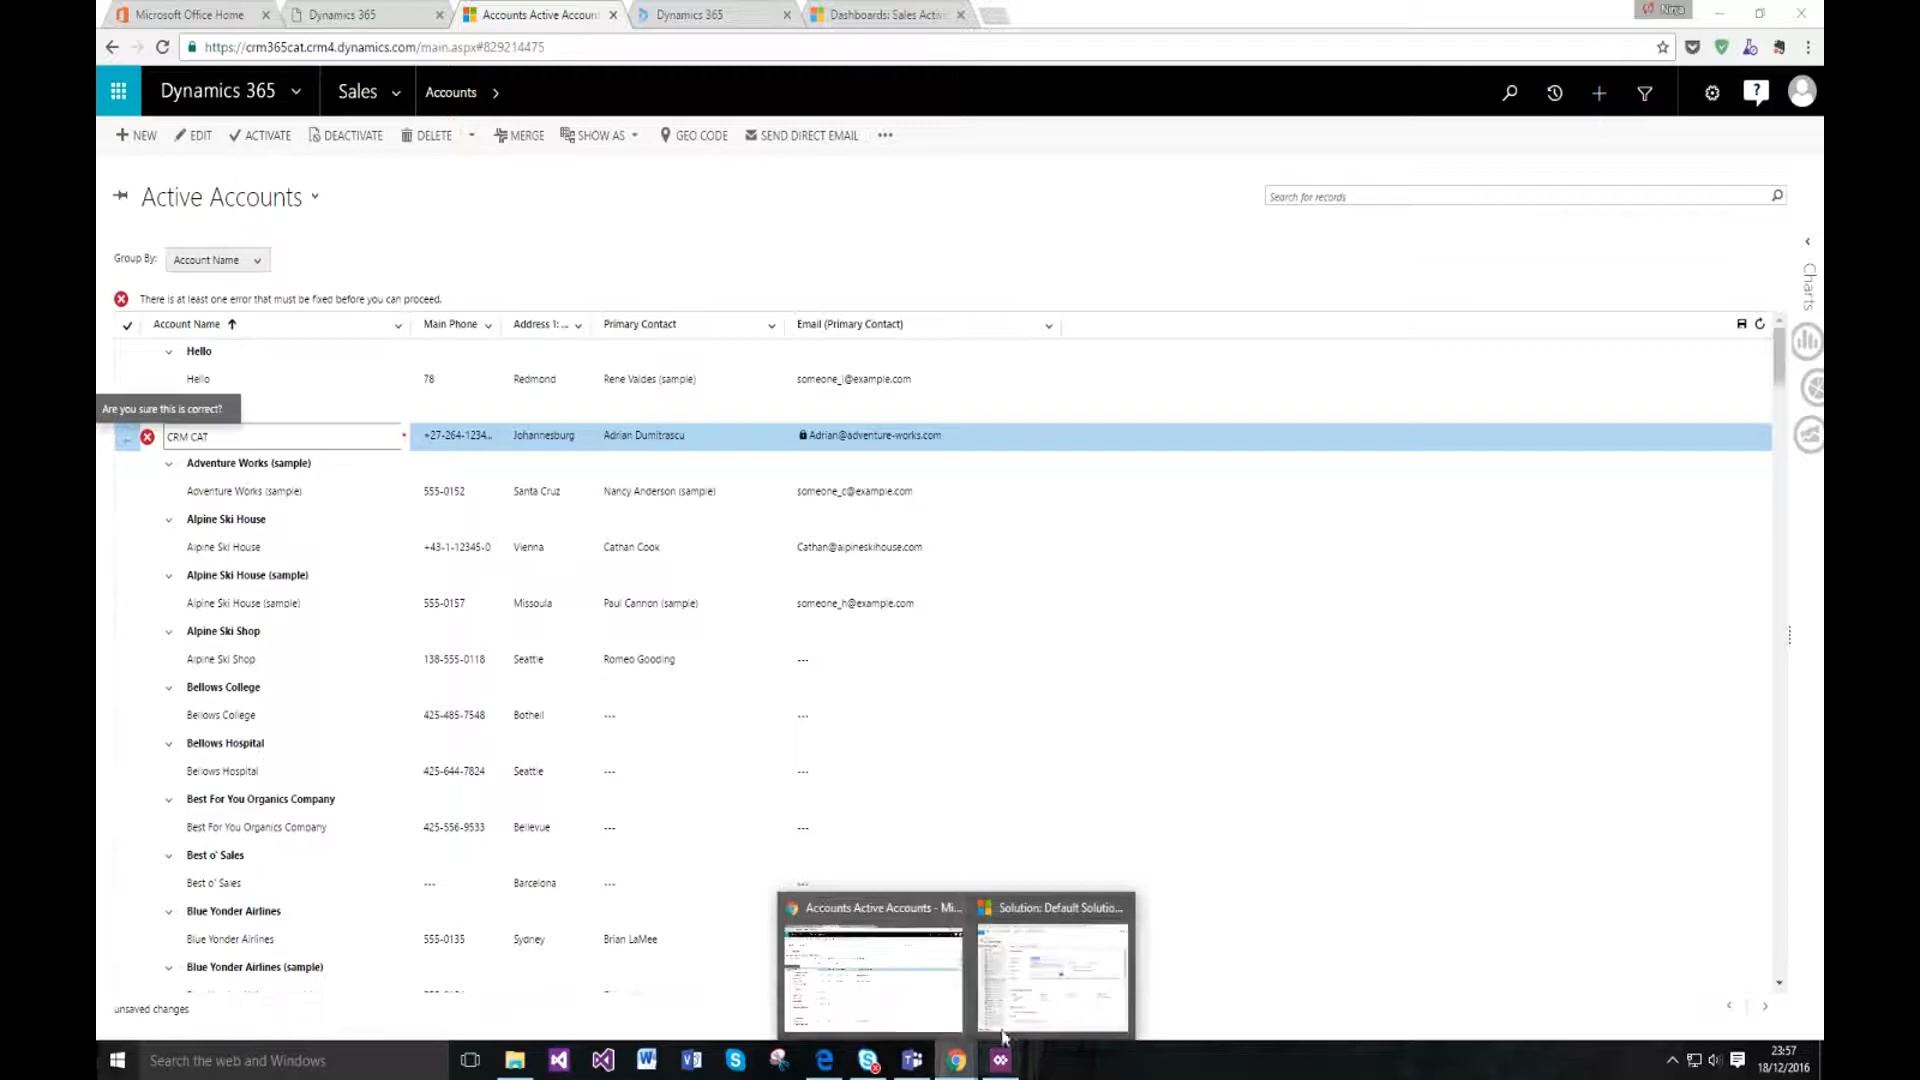 Microsoft Office Home
Dynamics 365
Accounts Active Accoun
Dynamics 365
Dashboards: Sales Activ
Ninja
https://crm365cat.crm4.dynamics.com/main.aspx#829214475
Dynamics 365
Sales
Accounts
NEW
EDIT
ACTIVATE
DEACTIVATE
DELETE
MERGE
SHOW AS
GEO CODE
SEND DIRECT EMAIL
Active Accounts
Search for records
Group By: Account Name
Charts
There is at least one error that must be fixed before you can proceed.
Account Name Main Phone Address 1: ... Primary Contact Email (Primary Contact)
Hello
Hello 78 Redmond Rene Valdes (sample) someone_i@example.com
Are you sure this is correct?
CRM CAT +27-264-1234... Johannesburg Adrian Dumitrascu Adrian@adventure-works.com
Adventure Works (sample)
Adventure Works (sample) 555-0152 Santa Cruz Nancy Anderson (sample) someone_c@example.com
Alpine Ski House
Alpine Ski House +43-1-12345-0 Vienna Cathan Cook Cathan@alpineskihouse.com
Alpine Ski House (sample)
Alpine Ski House (sample) 555-0157 Missoula Paul Cannon (sample) someone_h@example.com
Alpine Ski Shop
Alpine Ski Shop 138-555-0118 Seattle Romeo Gooding ---
Bellows College
Bellows College 425-485-7548 Bothell --- ---
Bellows Hospital
Bellows Hospital 425-644-7824 Seattle --- ---
Best For You Organics Company
Best For You Organics Company 425-556-9533 Bellevue --- ---
Best o' Sales
Best o' Sales --- Barcelona --- ---
Blue Yonder Airlines
Blue Yonder Airlines 555-0135 Sydney Brian LaMee
Blue Yonder Airlines (sample)
Accounts Active Accounts - Mi...
Solution: Default Solutio...
unsaved changes
Search the web and Windows
23:57
18/12/2016